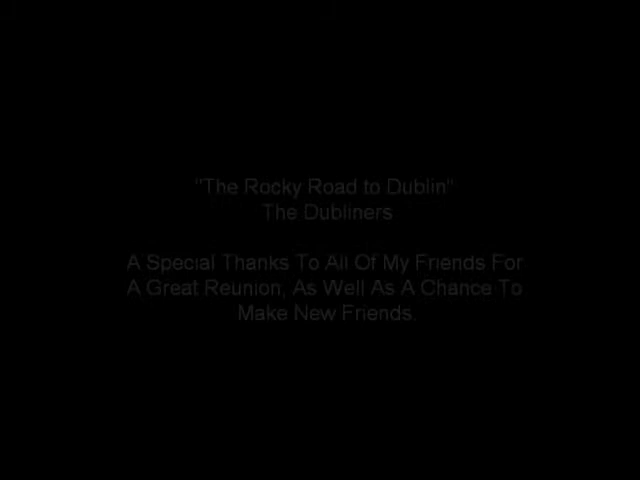 "The Rocky Road to Dublin"
The Dubliners
A Special Thanks To All Of My Friends For
A Great Reunion, As Well As A Chance To
Make New Friends.